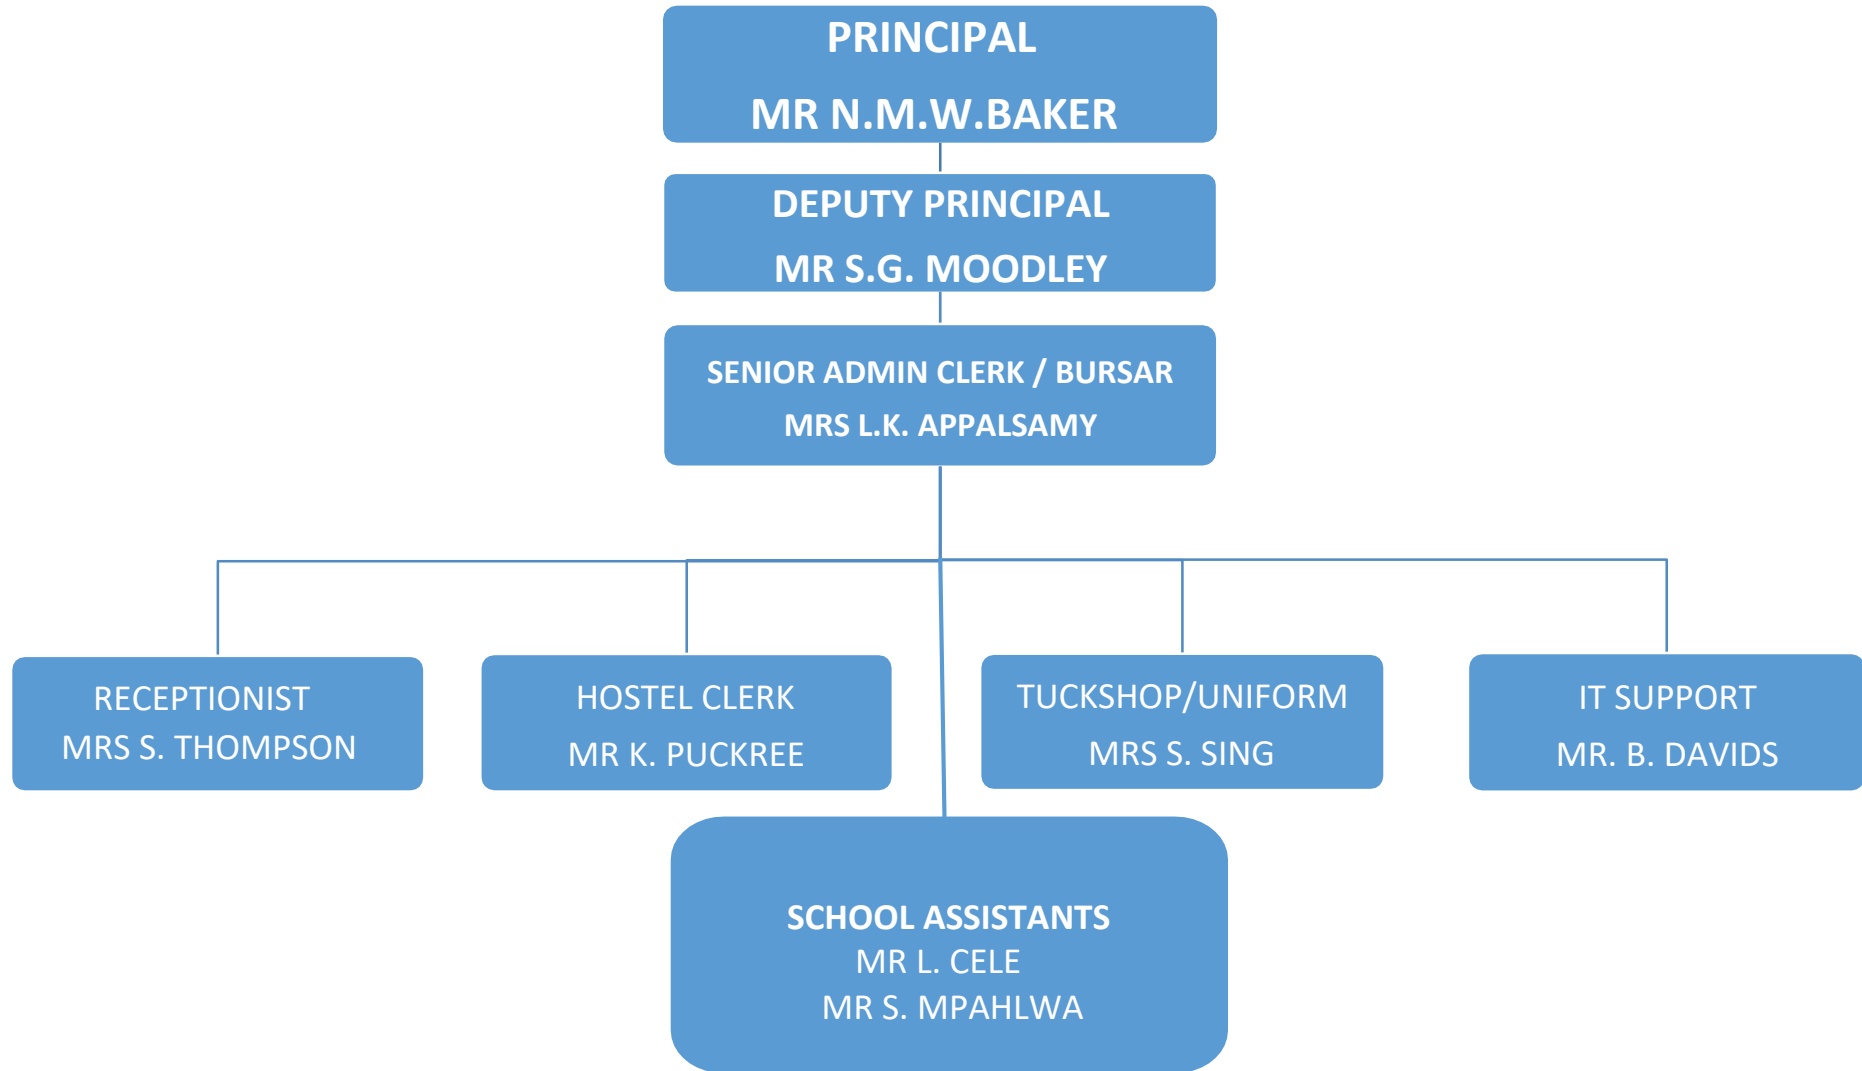 PRINCIPAL
MR N.M.W.BAKER
DEPUTY PRINCIPAL
MR S.G. MOODLEY
SENIOR ADMIN CLERK / BURSAR
MRS L.K. APPALSAMY
RECEPTIONIST
MRS S. THOMPSON
HOSTEL CLERK
MR K. PUCKREE
TUCKSHOP/UNIFORM
MRS S. SING
IT SUPPORT
MR. B. DAVIDS
SCHOOL ASSISTANTS
MR L. CELE
MR S. MPAHLWA